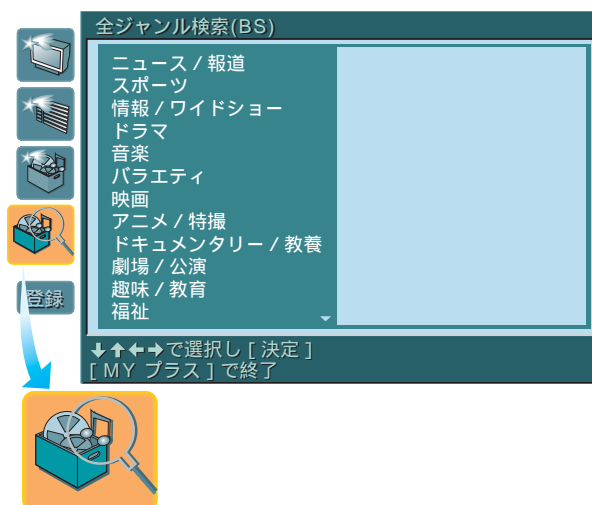 全ジャンル検索(BS)
ニュース / 報道
スポーツ
情報 / ワイドショー
ドラマ
音楽
バラエティ
映画
アニメ / 特撮
ドキュメンタリー / 教養
劇場 / 公演
趣味 / 教育
福祉
登録
↓↑←→で選択し [ 決定 ]
[ MY プラス ] で終了